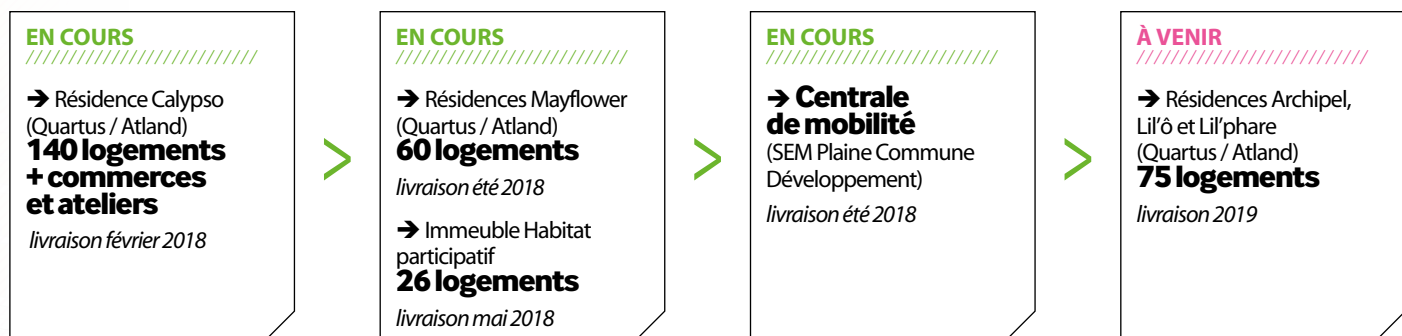 EN COURS
➔ Résidence Calypso
(Quartus / Atland)
140 logements
+ commerces
et ateliers
livraison février 2018
>
EN COURS
➔ Résidences Mayflower
(Quartus / Atland)
60 logements
livraison été 2018
➔ Immeuble Habitat
participatif
26 logements
livraison mai 2018
>
EN COURS
➔ Centrale
de mobilité
(SEM Plaine Commune
Développement)
livraison été 2018
>
À VENIR
➔ Résidences Archipel,
Lil’ô et Lil’phare
(Quartus / Atland)
75 logements
livraison 2019